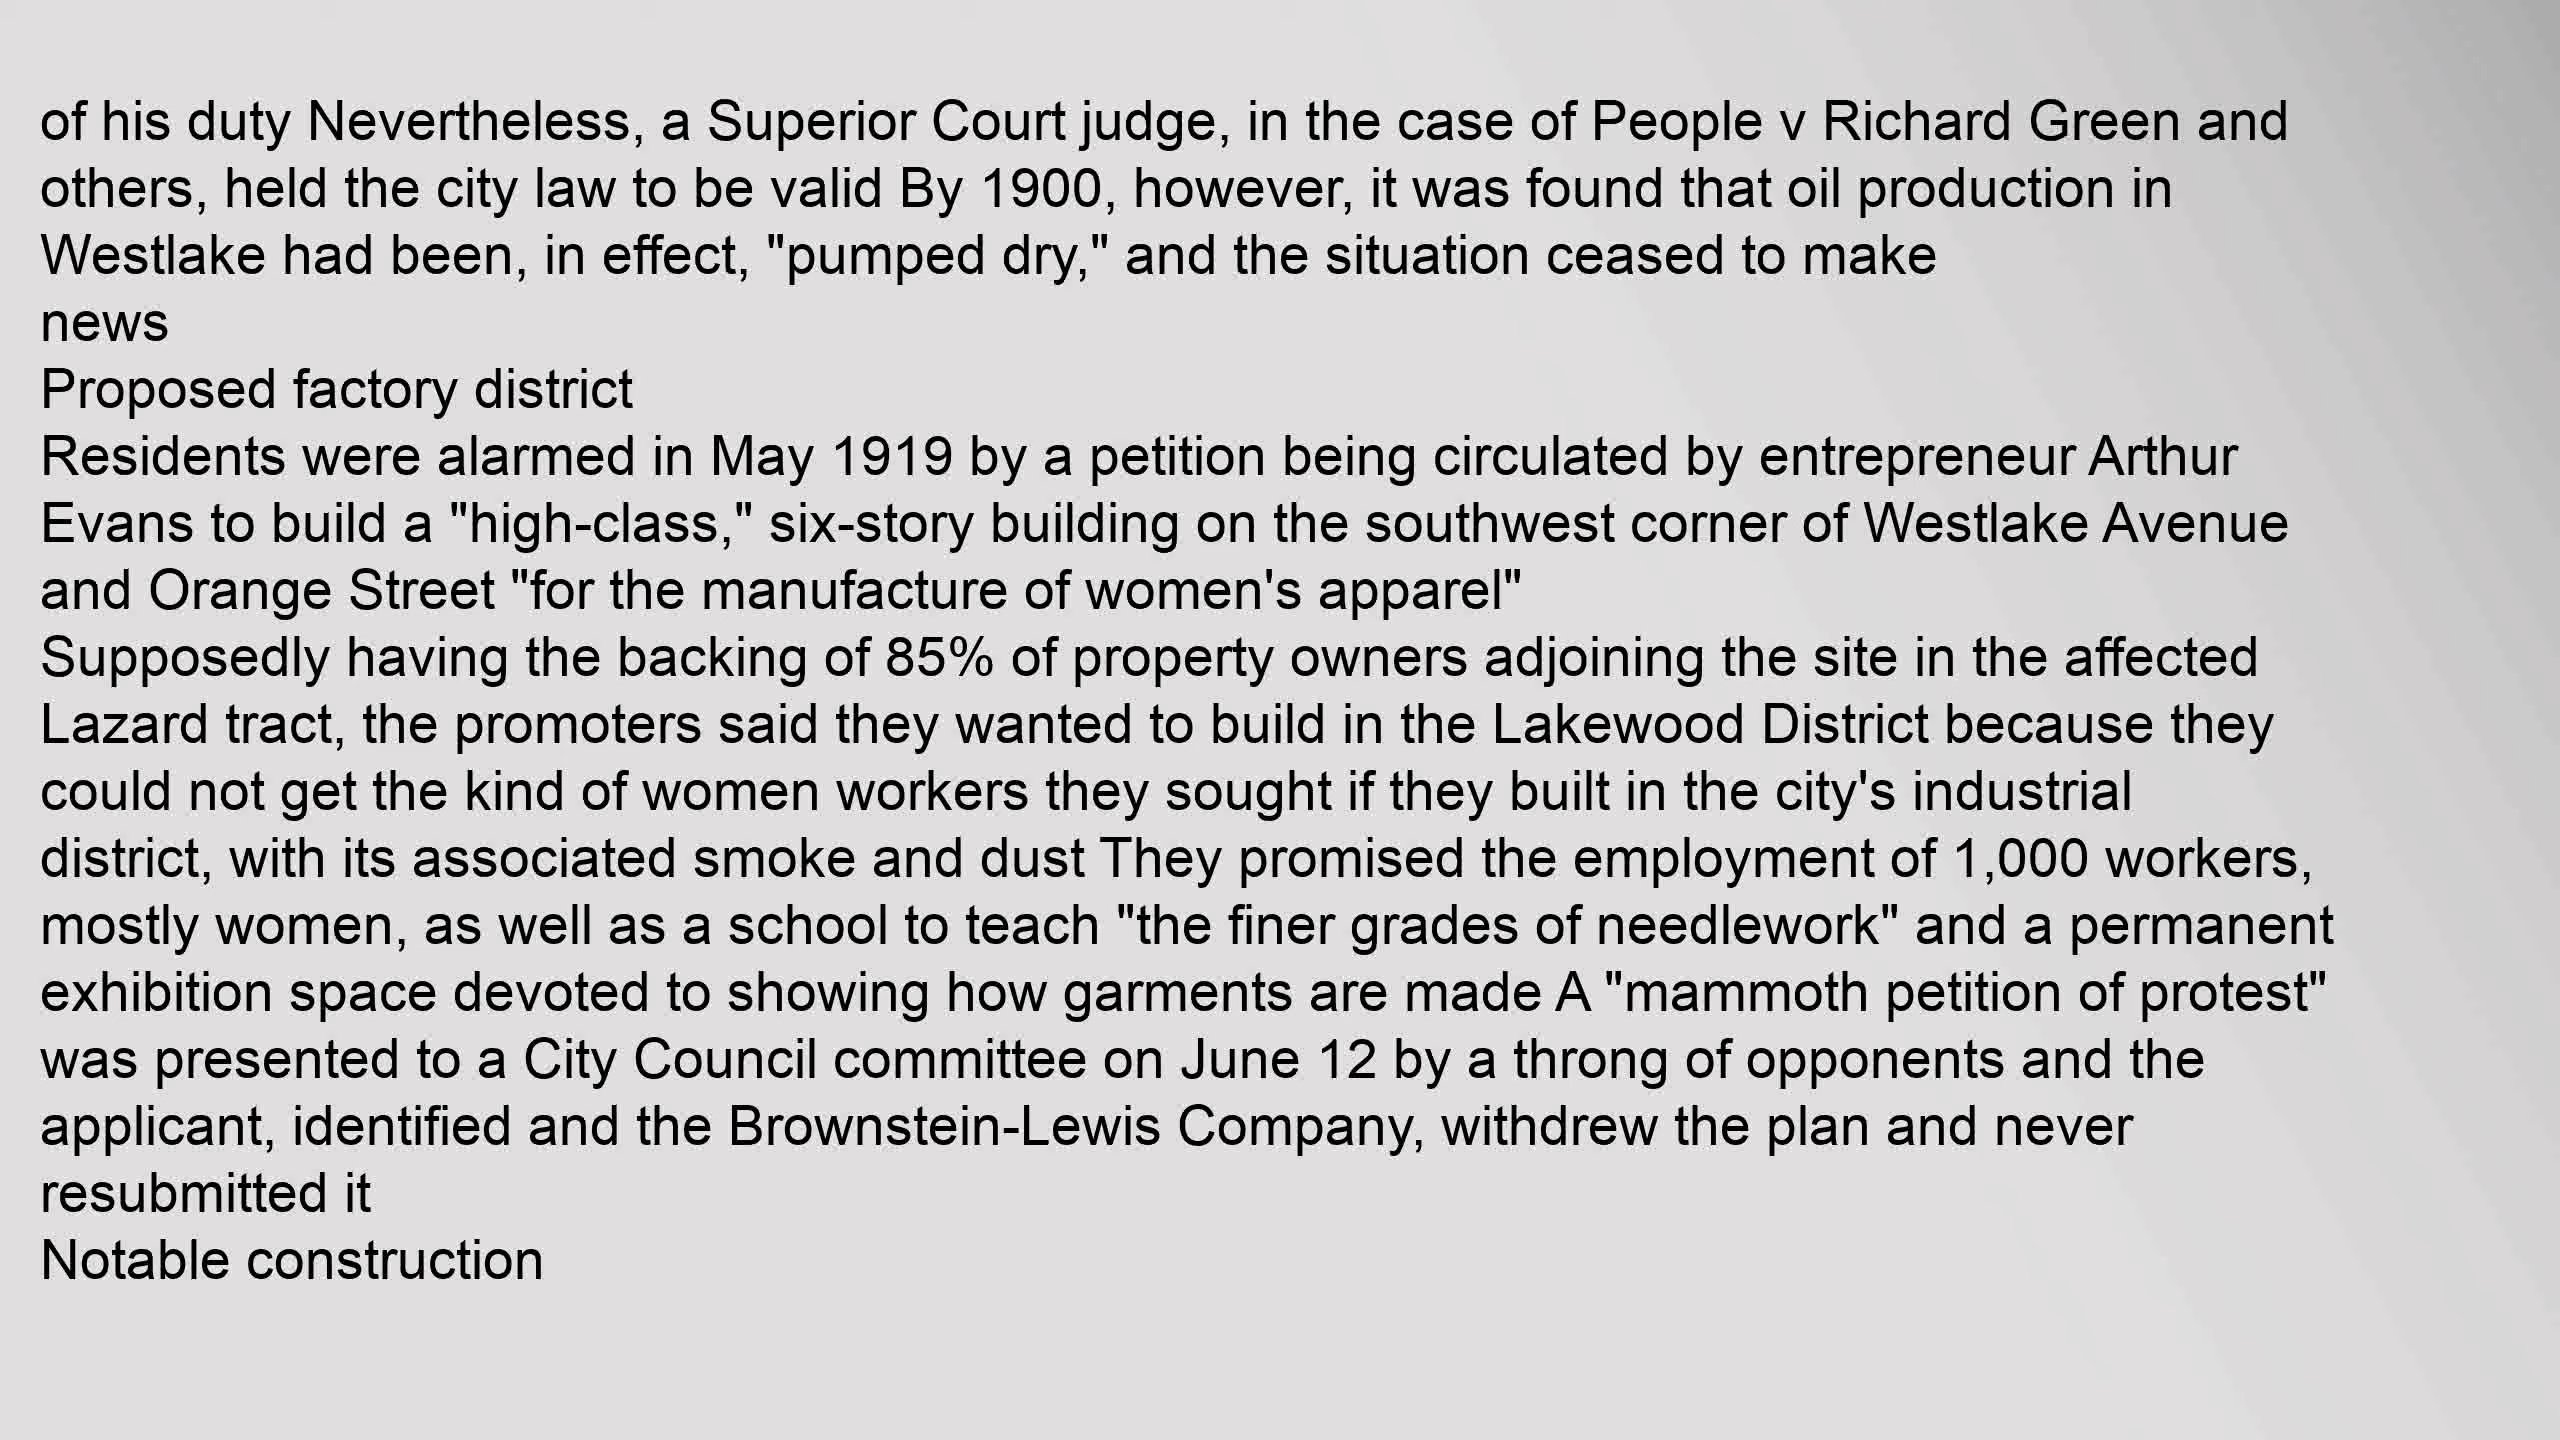 of his duty Nevertheless, a Superior Court judge, in the case of People v Richard Green and
others, held the city law to be valid By 1900, however, it was found that oil production in
Westlake had been, in effect, "pumped dry," and the situation ceased to make
news
Proposed factory district
Residents were alarmed in May 1919 by a petition being circulated by entrepreneur Arthur
Evans to build a "high-class," six-story building on the southwest corner of Westlake Avenue
and Orange Street "for the manufacture of women's apparel"
Supposedly having the backing of 85% of property owners adjoining the site in the affected
Lazard tract, the promoters said they wanted to build in the Lakewood District because they
could not get the kind of women workers they sought if they built in the city's industrial
district, with its associated smoke and dust They promised the employment of 1,000 workers,
mostly women, as well as a school to teach "the finer grades of needlework" and a permanent
exhibition space devoted to showing how garments are made A "mammoth petition of protest"
was presented to a City Council committee on June 12 by a throng of opponents and the
applicant, identified and the Brownstein-Lewis Company, withdrew the plan and never
resubmitted it
Notable construction